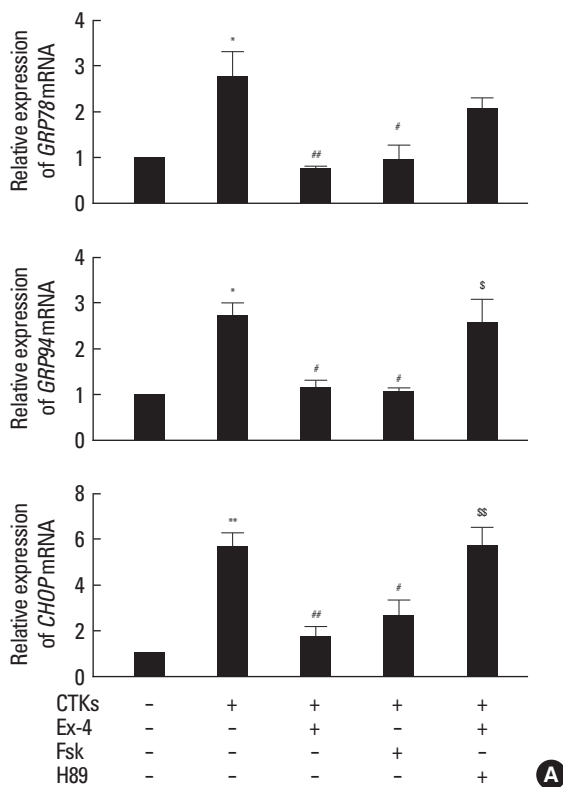 Relative expression
of GRP78 mRNA
4
3
2
1
0
*
##
#
Relative expression
of GRP94 mRNA
4
3
2
1
0
*
#
#
$
Relative expression
of CHOP mRNA
8
6
4
2
0
**
##
#
$$
CTKs – + + + +
Ex-4 – – + – +
Fsk – – – + –
H89 – – – – +
A